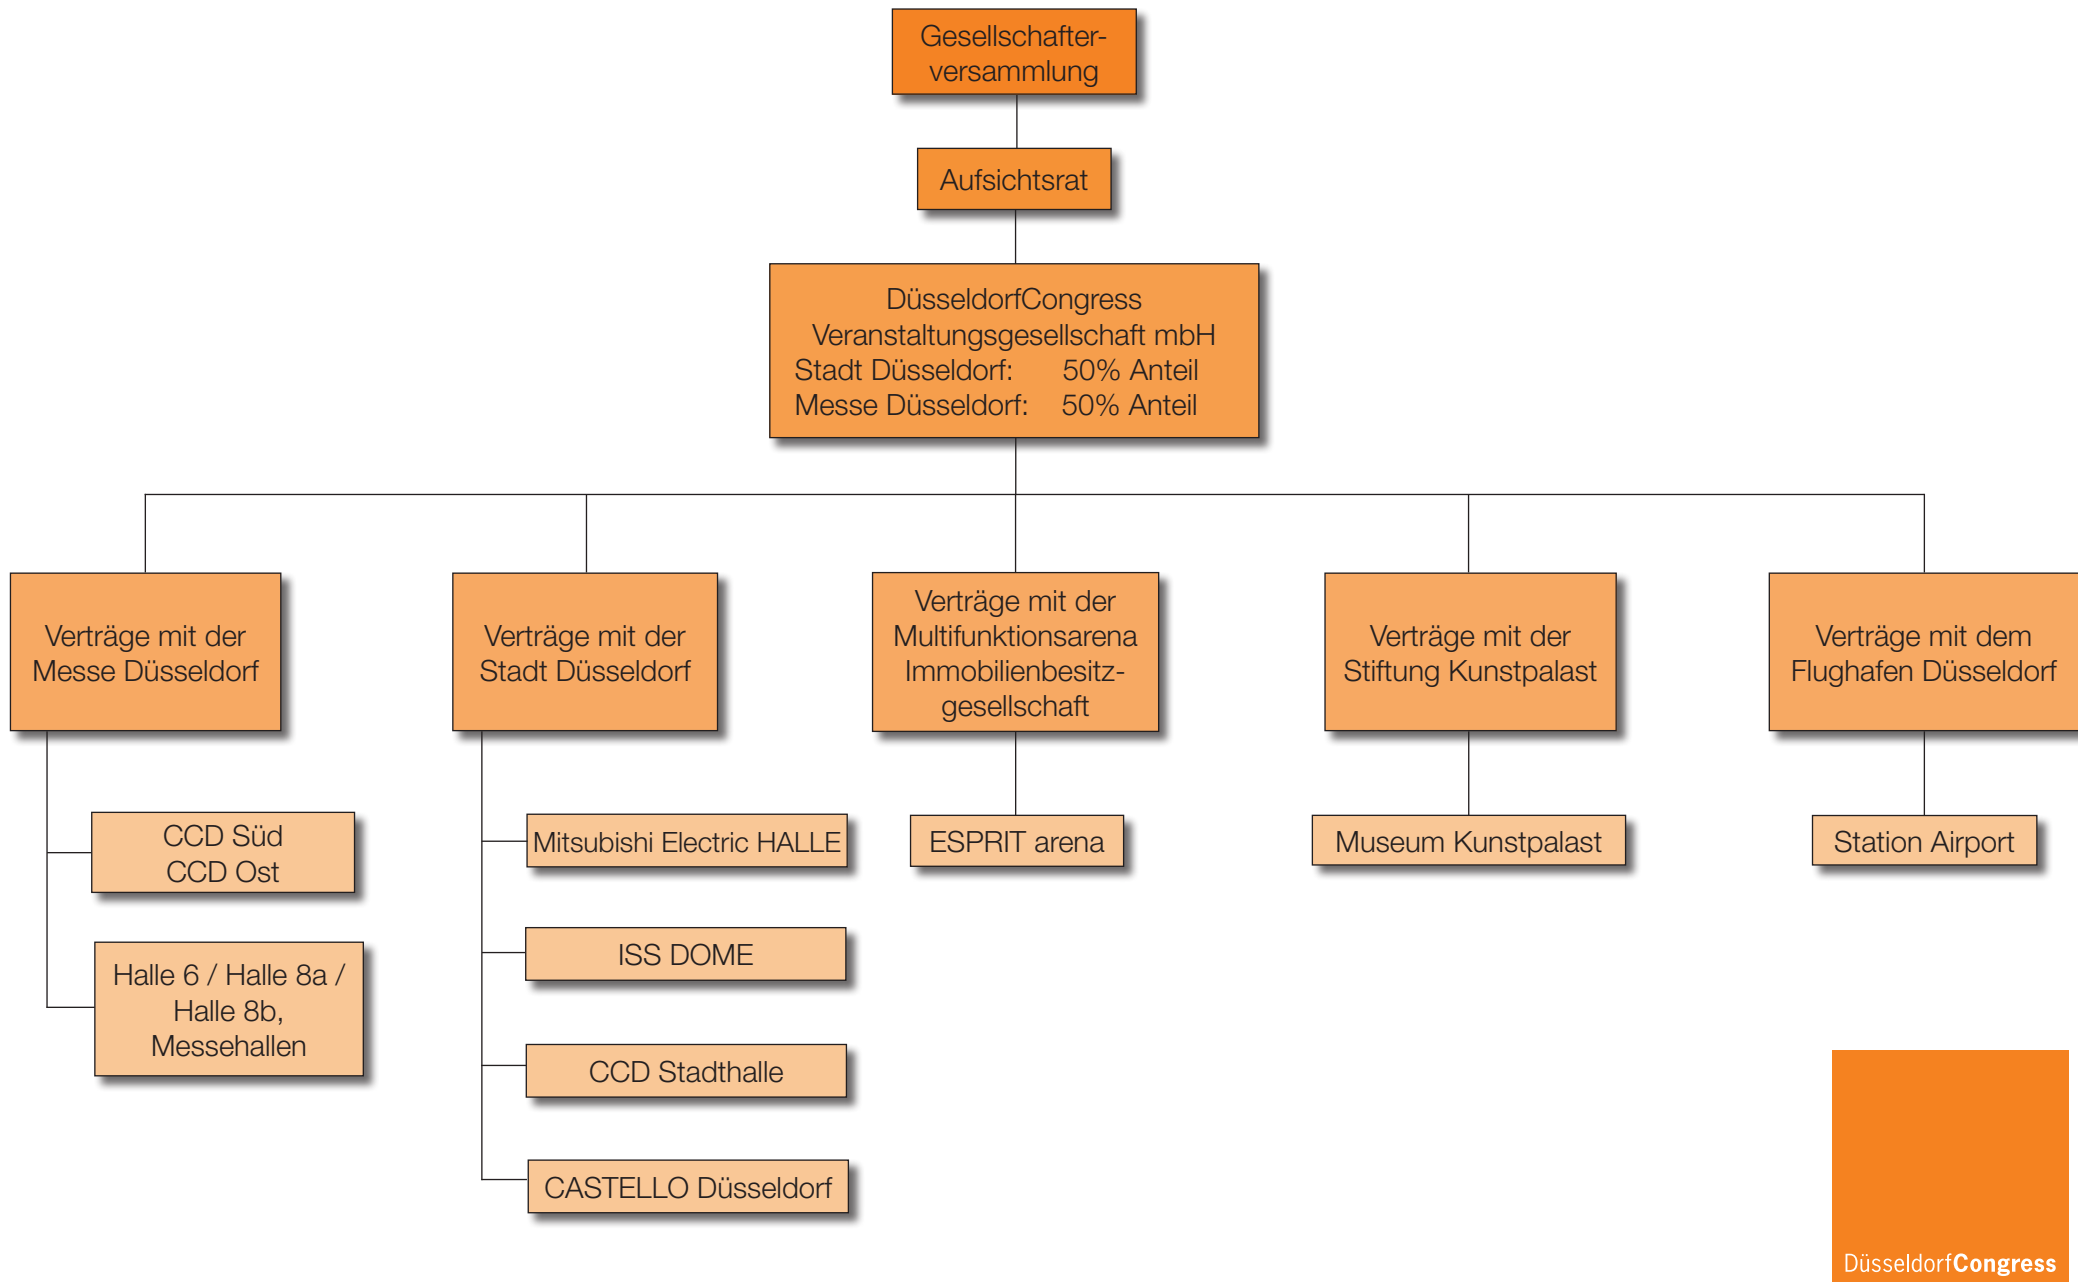 Gesellschafter-
versammlung
Aufsichtsrat
DüsseldorfCongress
Veranstaltungsgesellschaft mbH
Stadt Düsseldorf: 50% Anteil
Messe Düsseldorf: 50% Anteil
Verträge mit der
Messe Düsseldorf
Verträge mit der
Stadt Düsseldorf
Verträge mit der
Multifunktionsarena
Immobilienbesitz-
gesellschaft
Verträge mit der
Stiftung Kunstpalast
Verträge mit dem
Flughafen Düsseldorf
CCD Süd
CCD Ost
Halle 6 / Halle 8a /
Halle 8b,
Messehallen
Mitsubishi Electric HALLE
ISS DOME
CCD Stadthalle
CASTELLO Düsseldorf
ESPRIT arena
Museum Kunstpalast
Station Airport
DüsseldorfCongress